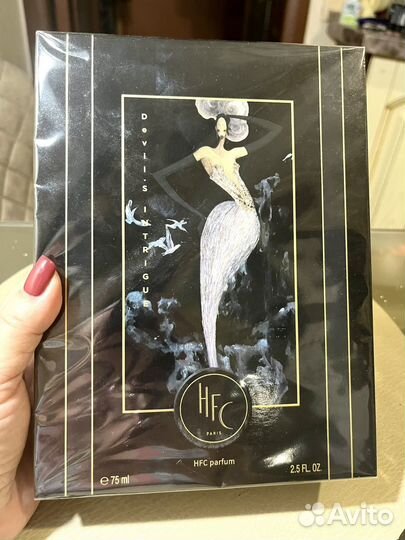 DeVIL'S INTRIGUE
HFC
PARIS
HFC parfum
℮ 75 ml
2.5 FL. OZ.
Avito